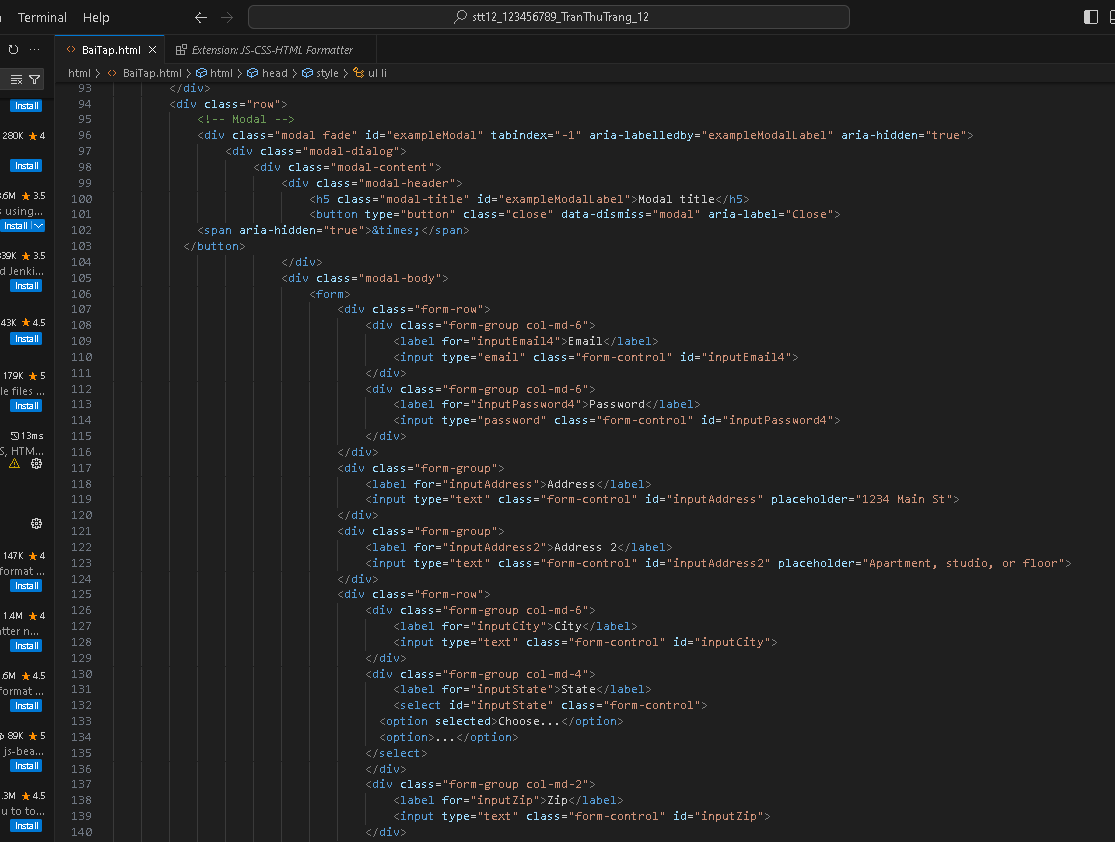 Terminal Help
stt12_123456789_TranThuTrang_12
BaiTap.html
Extension: JS-CSS-HTML Formatter
html > BaiTap.html > html > head > style > ul li
Install
280K ★ 4
Install
.6M ★ 3.5
s using...
Install
339K ★ 3.5
d Jenki...
Install
43K ★ 4.5
Install
179K ★ 5
le files ...
Install
13ms
S, HTM...
147K ★ 4
format ...
Install
1.4M ★ 4
atter n...
Install
.6M ★ 4.5
format ...
Install
89K ★ 5
js-bea...
Install
.3M ★ 4.5
u to to...
Install
93 </div>
94 <div class="row">
95 <!-- Modal -->
96 <div class="modal fade" id="exampleModal" tabindex="-1" aria-labelledby="exampleModalLabel" aria-hidden="true">
97 <div class="modal-dialog">
98 <div class="modal-content">
99 <div class="modal-header">
100 <h5 class="modal-title" id="exampleModalLabel">Modal title</h5>
101 <button type="button" class="close" data-dismiss="modal" aria-label="Close">
102 <span aria-hidden="true">&times;</span>
103 </button>
104 </div>
105 <div class="modal-body">
106 <form>
107 <div class="form-row">
108 <div class="form-group col-md-6">
109 <label for="inputEmail4">Email</label>
110 <input type="email" class="form-control" id="inputEmail4">
111 </div>
112 <div class="form-group col-md-6">
113 <label for="inputPassword4">Password</label>
114 <input type="password" class="form-control" id="inputPassword4">
115 </div>
116 </div>
117 <div class="form-group">
118 <label for="inputAddress">Address</label>
119 <input type="text" class="form-control" id="inputAddress" placeholder="1234 Main St">
120 </div>
121 <div class="form-group">
122 <label for="inputAddress2">Address 2</label>
123 <input type="text" class="form-control" id="inputAddress2" placeholder="Apartment, studio, or floor">
124 </div>
125 <div class="form-row">
126 <div class="form-group col-md-6">
127 <label for="inputCity">City</label>
128 <input type="text" class="form-control" id="inputCity">
129 </div>
130 <div class="form-group col-md-4">
131 <label for="inputState">State</label>
132 <select id="inputState" class="form-control">
133 <option selected>Choose...</option>
134 <option>...</option>
135 </select>
136 </div>
137 <div class="form-group col-md-2">
138 <label for="inputZip">Zip</label>
139 <input type="text" class="form-control" id="inputZip">
140 </div>